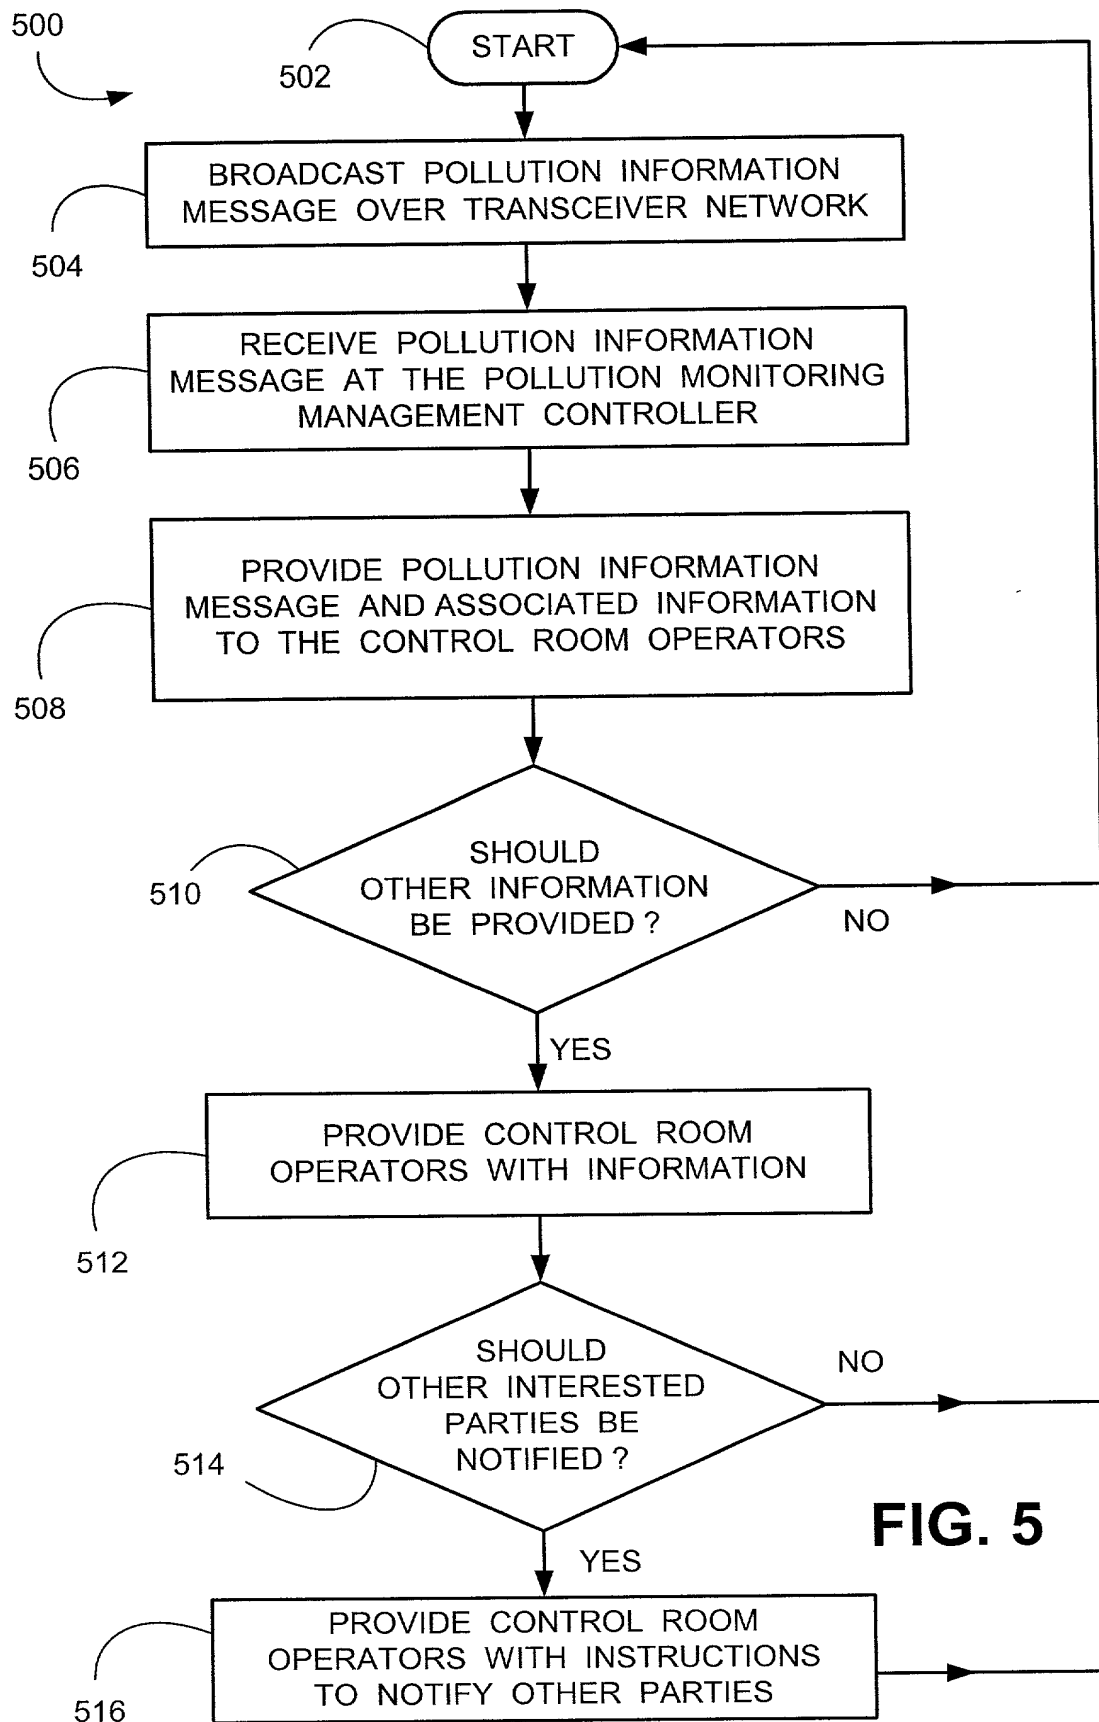 500
START
502
BROADCAST POLLUTION INFORMATION
MESSAGE OVER TRANSCEIVER NETWORK
504
RECEIVE POLLUTION INFORMATION
MESSAGE AT THE POLLUTION MONITORING
MANAGEMENT CONTROLLER
506
PROVIDE POLLUTION INFORMATION
MESSAGE AND ASSOCIATED INFORMATION
TO THE CONTROL ROOM OPERATORS
508
SHOULD
OTHER INFORMATION
BE PROVIDED ?
510
NO
YES
PROVIDE CONTROL ROOM
OPERATORS WITH INFORMATION
512
SHOULD
OTHER INTERESTED
PARTIES BE
NOTIFIED ?
NO
514
FIG. 5
YES
PROVIDE CONTROL ROOM
OPERATORS WITH INSTRUCTIONS
TO NOTIFY OTHER PARTIES
516